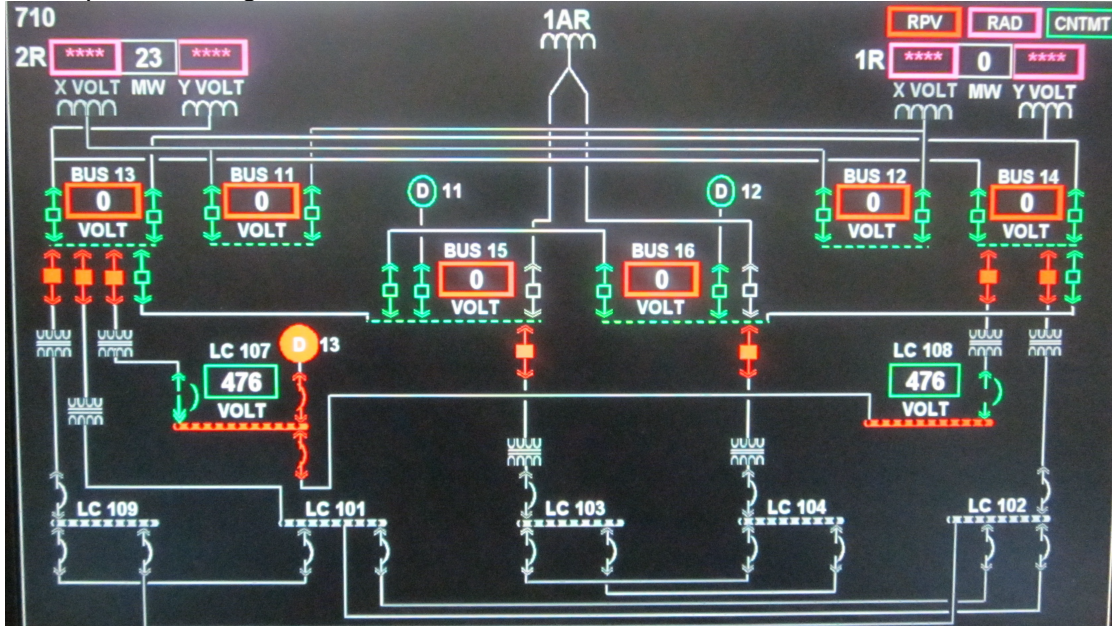 710
1AR
RPV RAD CNTMT
2R **** 23 ****
X VOLT MW Y VOLT
1R **** 0 ****
X VOLT MW Y VOLT
BUS 13
0
VOLT
BUS 11
0
VOLT
D 11
D 12
BUS 12
0
VOLT
BUS 14
0
VOLT
BUS 15
0
VOLT
BUS 16
0
VOLT
D 13
LC 107
476
VOLT
LC 108
476
VOLT
LC 109
LC 101
LC 103
LC 104
LC 102